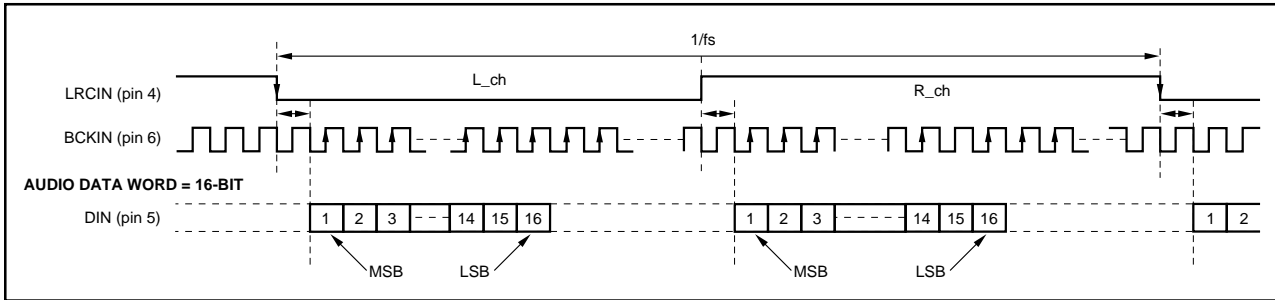 1/fs
L_ch
LRCIN (pin 4)
R_ch
BCKIN (pin 6)
AUDIO DATA WORD = 16-BIT
DIN (pin 5) 1 2 3 14 15 16 1 2 3 14 15 16 1 2
MSB LSB MSB LSB